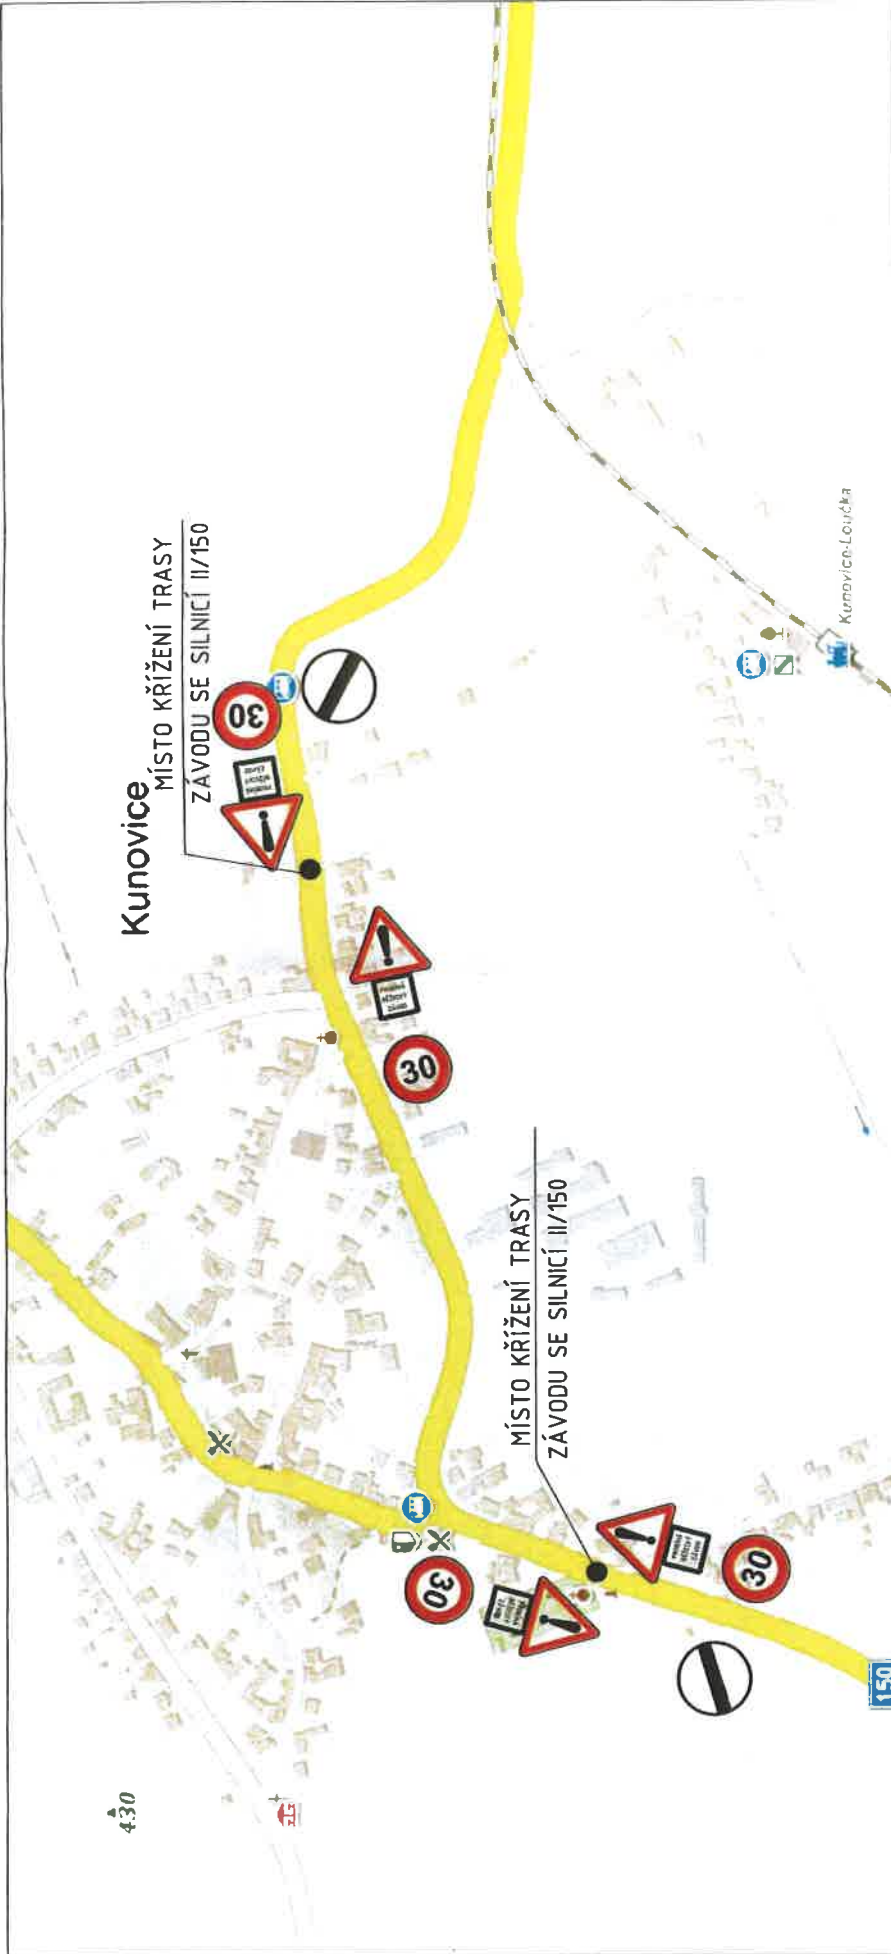 Kunovice
MÍSTO KŘÍŽENÍ TRASY
ZÁVODU SE SILNICÍ II/150
30
30
MÍSTO KŘÍŽENÍ TRASY
ZÁVODU SE SILNICÍ II/150
30
30
150
430
Kunovice-Loučka